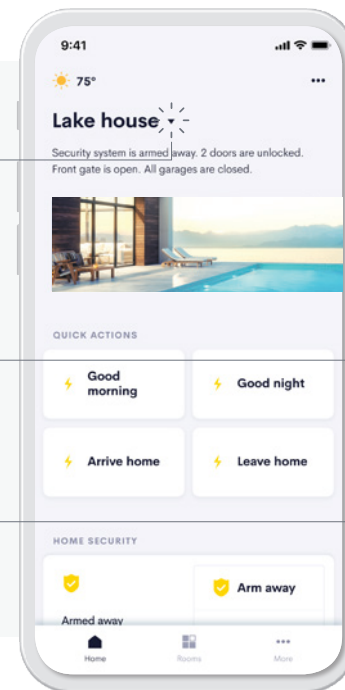 9:41
75°
Lake house
Security system is armed away. 2 doors are unlocked.
Front gate is open. All garages are closed.
QUICK ACTIONS
Good
morning
Good night
Arrive home
Leave home
HOME SECURITY
Arm away
Armed away
Home
Rooms
More